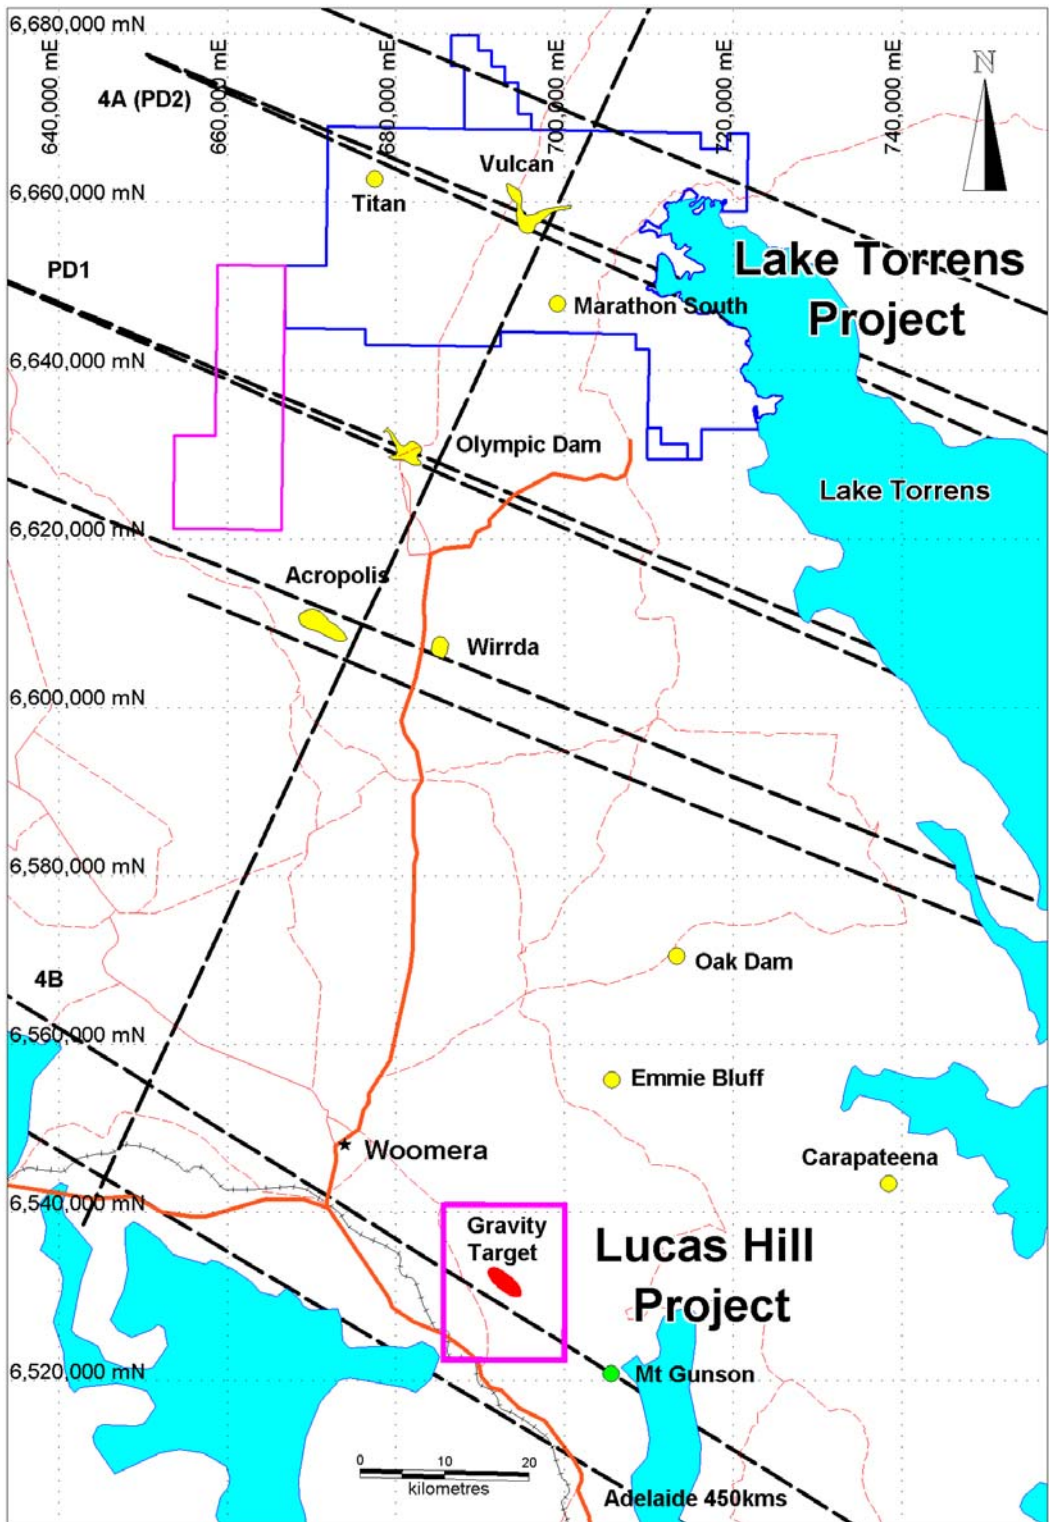 6,680,000 mN
640,000 mE
660,000 mE
680,000 mE
700,000 mE
720,000 mE
740,000 mE
N
4A (PD2)
Vulcan
6,660,000 mN
Titan
Lake Torrens
Project
PD1
Marathon South
6,640,000 mN
Olympic Dam
Lake Torrens
6,620,000 mN
Acropolis
Wirrda
6,600,000 mN
6,580,000 mN
Oak Dam
4B
6,560,000 mN
Emmie Bluff
Woomera
Carapateena
6,540,000 mN
Gravity
Target
Lucas Hill
Project
6,520,000 mN
Mt Gunson
0 10 20
kilometres
Adelaide 450kms